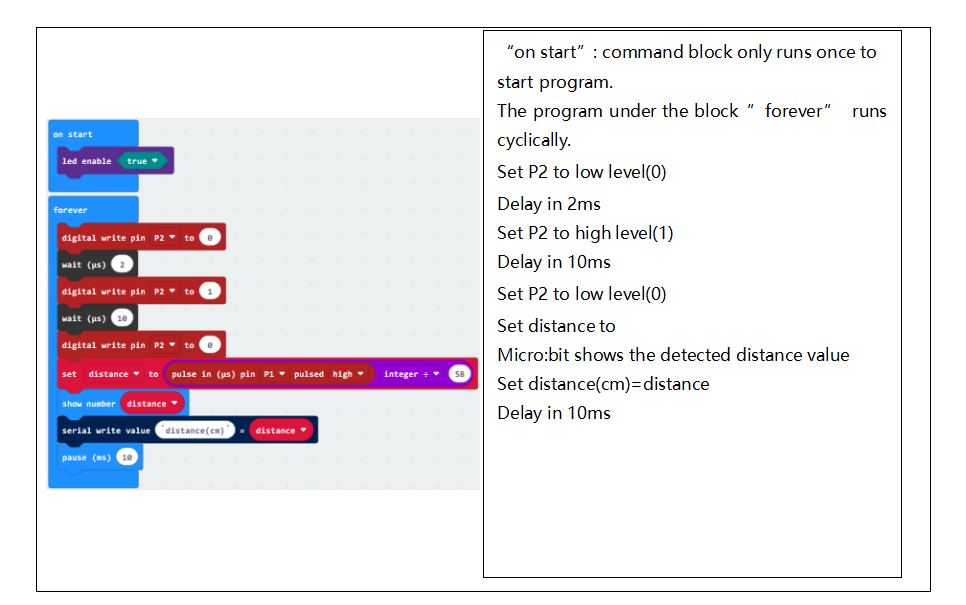 on start
led enable true
forever
digital write pin P2 to 0
wait (µs) 2
digital write pin P2 to 1
wait (µs) 10
digital write pin P2 to 0
set distance to pulse in (µs) pin P1 pulsed high integer ÷ 58
show number distance
serial write value "distance(cm)" = distance
pause (ms) 10
“on start” : command block only runs once to
start program.
The program under the block ” forever” runs
cyclically.
Set P2 to low level(0)
Delay in 2ms
Set P2 to high level(1)
Delay in 10ms
Set P2 to low level(0)
Set distance to
Micro:bit shows the detected distance value
Set distance(cm)=distance
Delay in 10ms